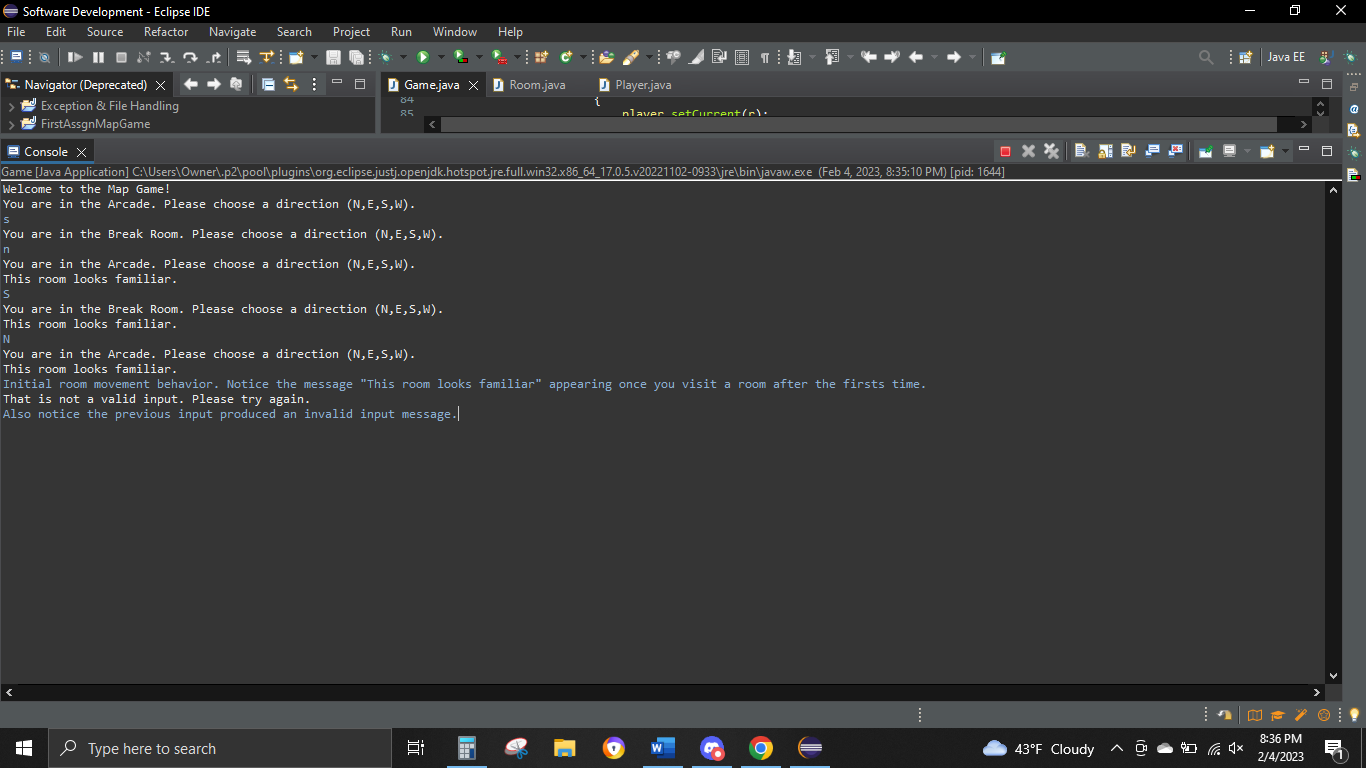 Software Development - Eclipse IDE
File Edit Source Refactor Navigate Search Project Run Window Help
Java EE
Navigator (Deprecated)
Game.java Room.java Player.java
Exception & File Handling
FirstAssgnMapGame
84 {
85 player.setCurrent(r);
Console
Game [Java Application] C:\Users\Owner\.p2\pool\plugins\org.eclipse.justj.openjdk.hotspot.jre.full.win32.x86_64_17.0.5.v20221102-0933\jre\bin\javaw.exe (Feb 4, 2023, 8:35:10 PM) [pid: 1644]
Welcome to the Map Game!
You are in the Arcade. Please choose a direction (N,E,S,W).
s
You are in the Break Room. Please choose a direction (N,E,S,W).
n
You are in the Arcade. Please choose a direction (N,E,S,W).
This room looks familiar.
S
You are in the Break Room. Please choose a direction (N,E,S,W).
This room looks familiar.
N
You are in the Arcade. Please choose a direction (N,E,S,W).
This room looks familiar.
Initial room movement behavior. Notice the message "This room looks familiar" appearing once you visit a room after the firsts time.
That is not a valid input. Please try again.
Also notice the previous input produced an invalid input message.
Type here to search
43°F Cloudy
8:36 PM
2/4/2023
1